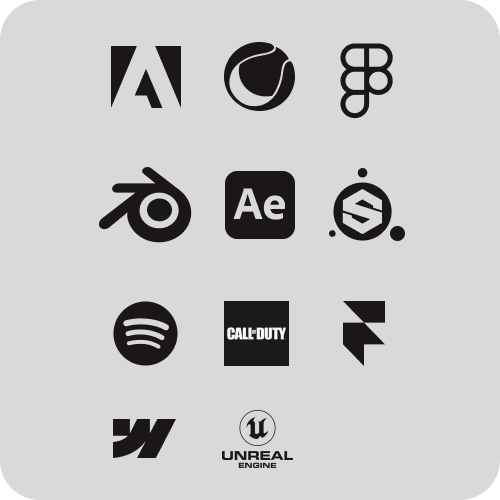 Ae
S
CALL OF DUTY
u
UNREAL
ENGINE